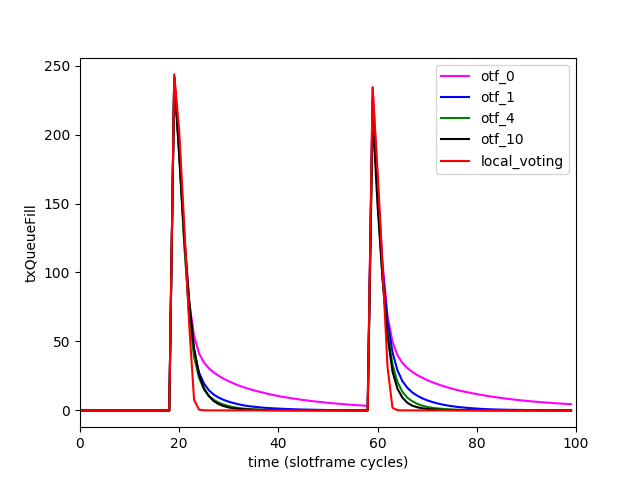 250
200
150
100
50
0
txQueueFill
0 20 40 60 80 100
time (slotframe cycles)
otf_0
otf_1
otf_4
otf_10
local_voting